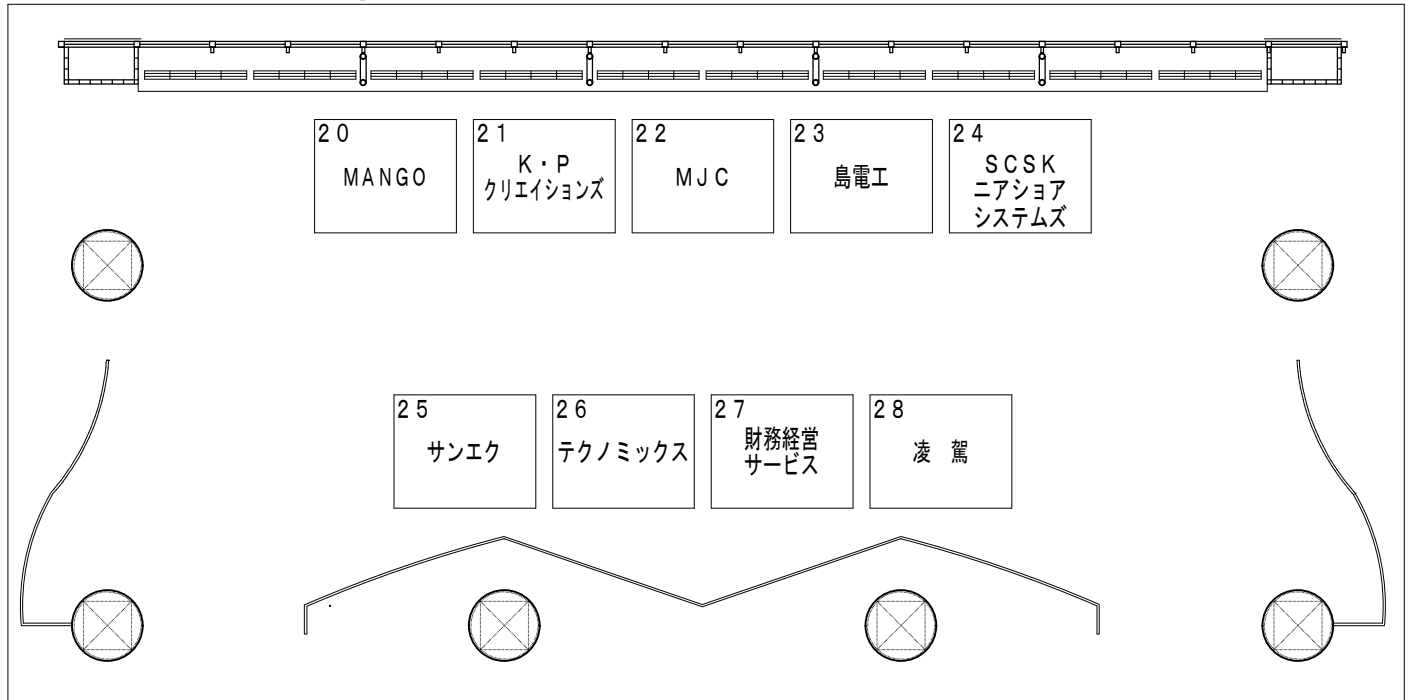 20
MANGO
21
K・P
クリエイションズ
22
MJC
23
島電工
24
SCSK
ニアショア
システムズ
25
サンエク
26
テクノミックス
27
財務経営
サービス
28
凌 駕